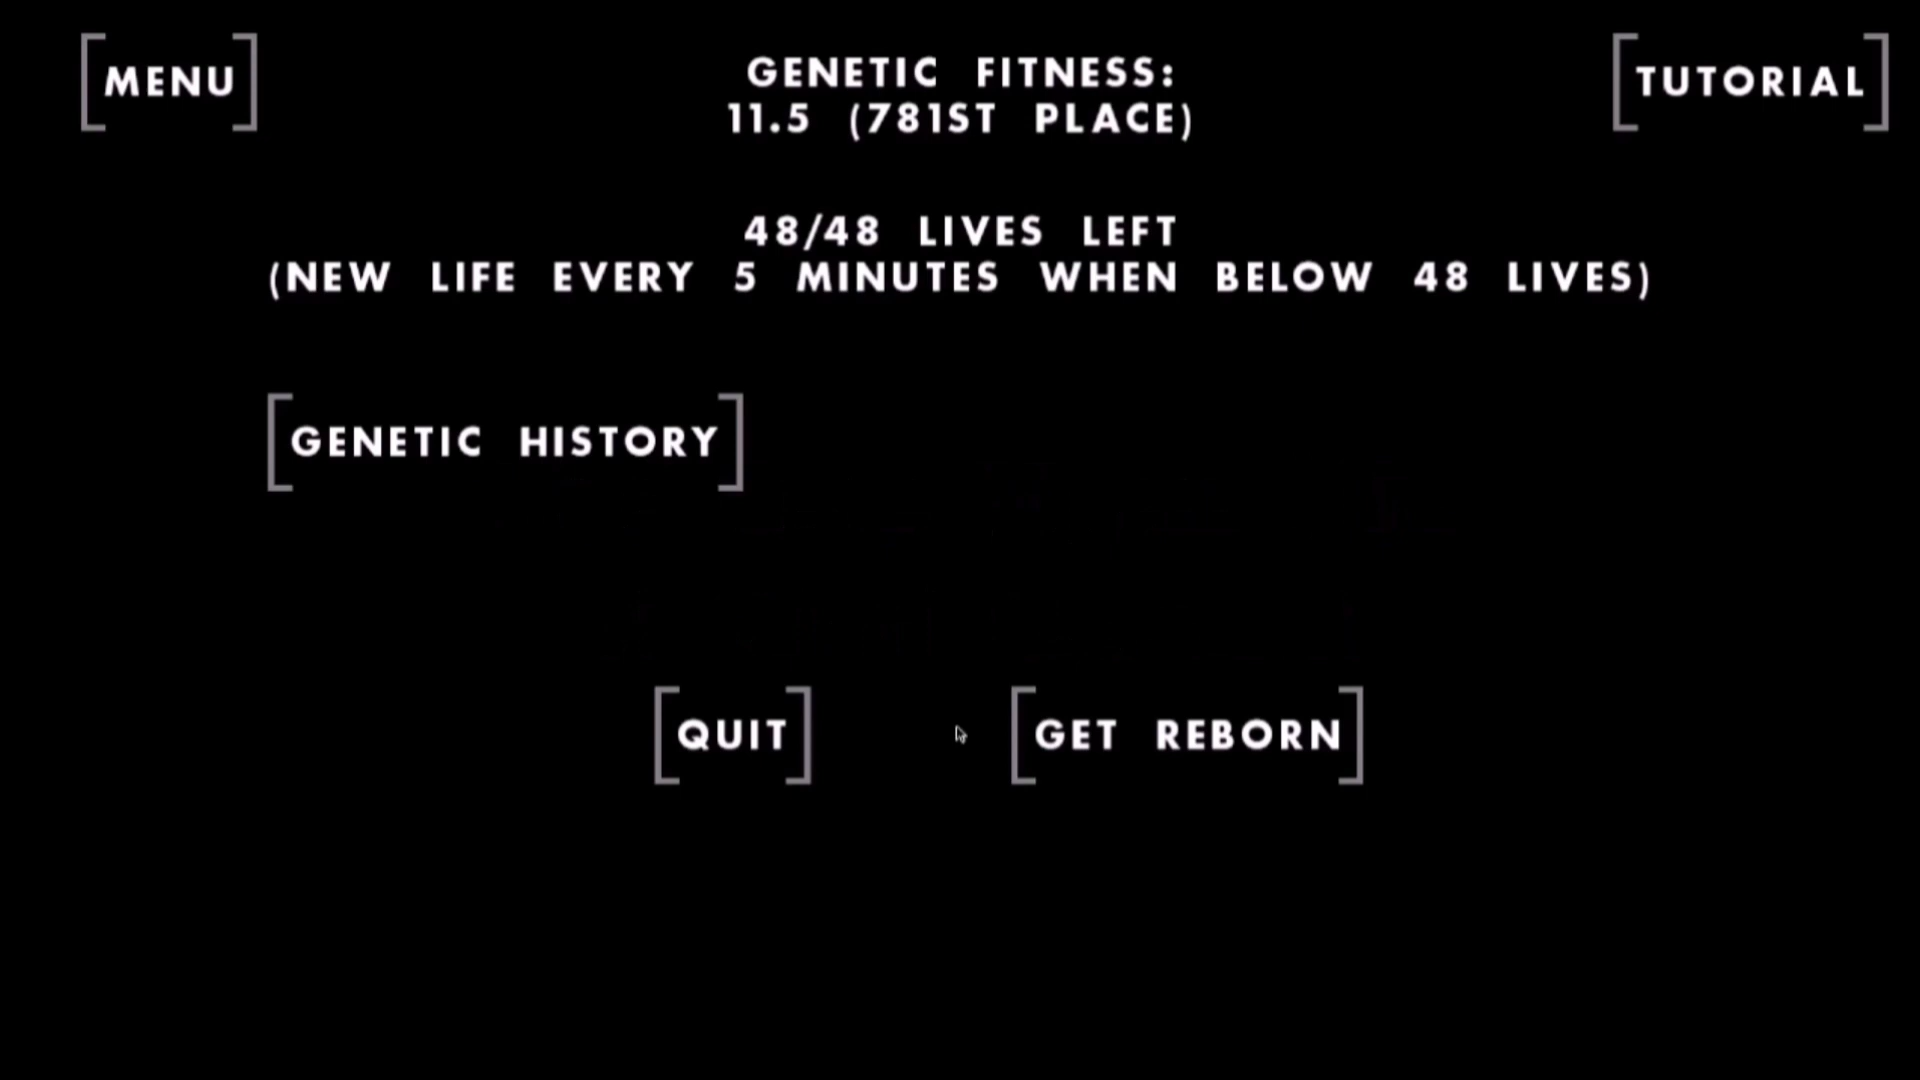 MENU
GENETIC FITNESS:
11.5 (781ST PLACE)
TUTORIAL
48/48 LIVES LEFT
(NEW LIFE EVERY 5 MINUTES WHEN BELOW 48 LIVES)
GENETIC HISTORY
QUIT
GET REBORN